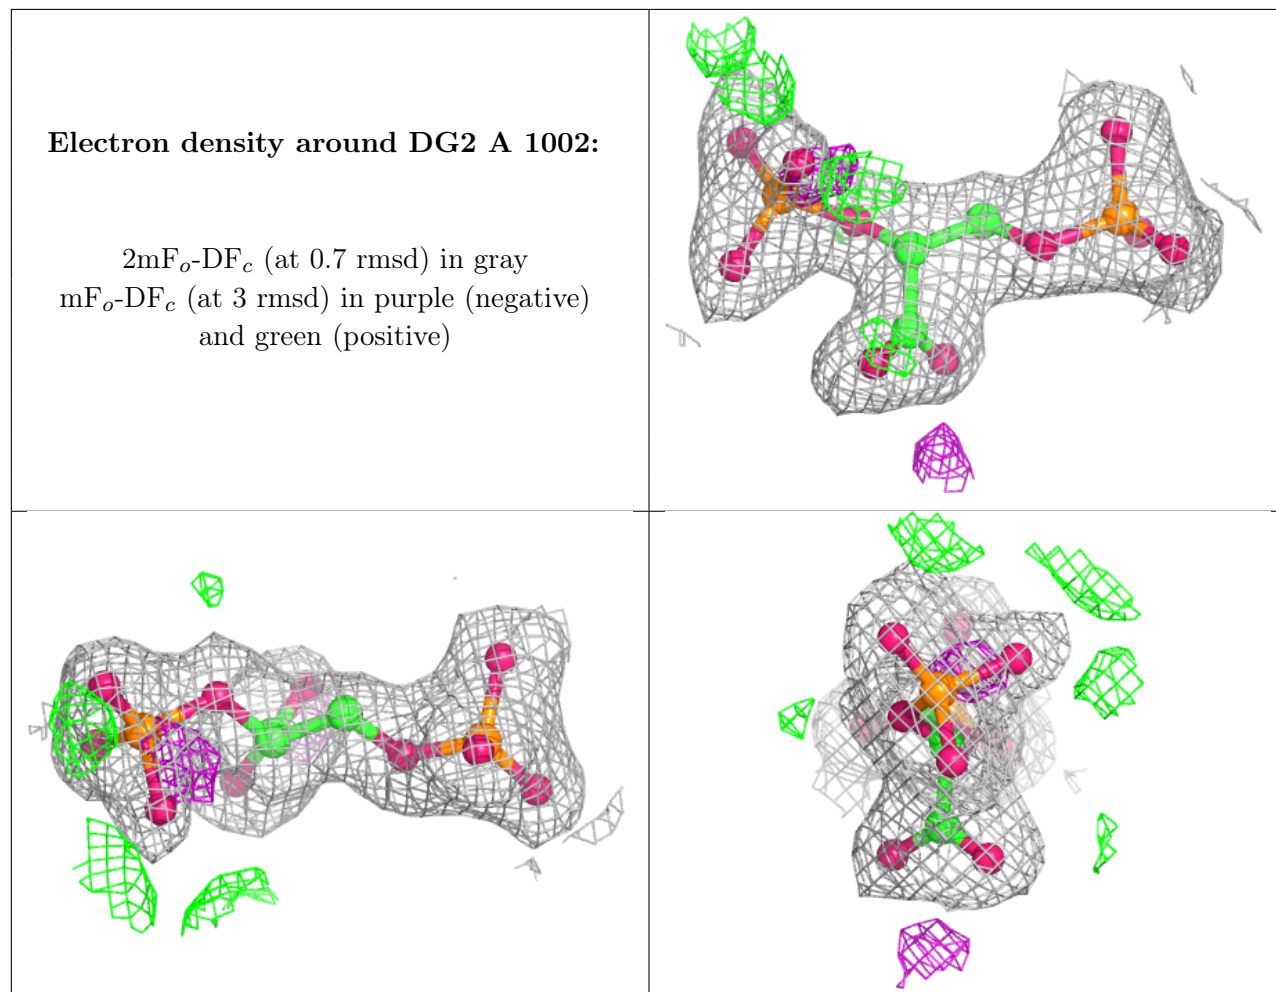 Electron density around DG2 A 1002:
2mFo-DFc (at 0.7 rmsd) in gray
mFo-DFc (at 3 rmsd) in purple (negative)
and green (positive)